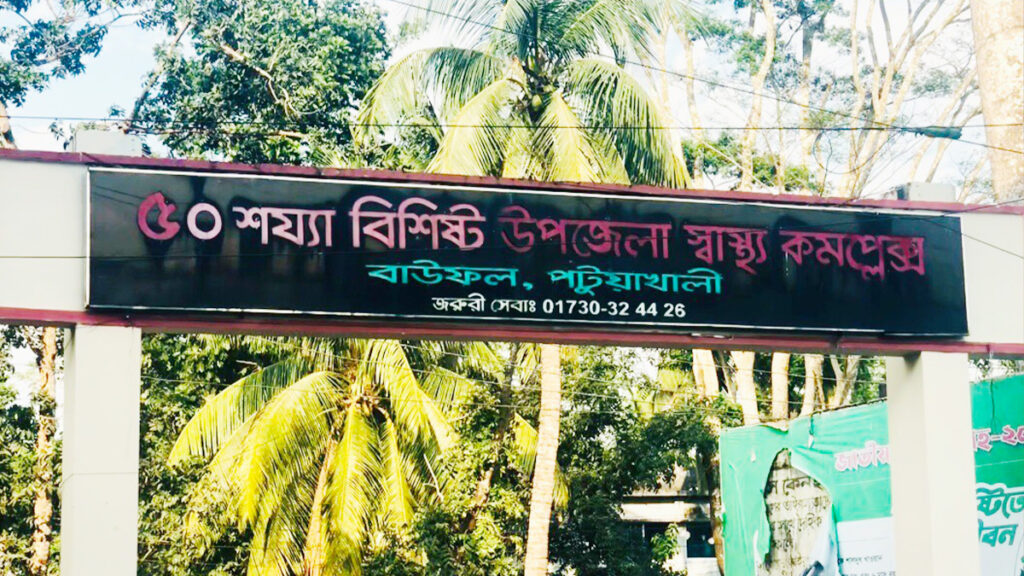 ৫০ শয্যা বিশিষ্ট উপজেলা স্বাস্থ্য কমপ্লেক্স
বাউফল, পটুয়াখালী
জরুরী সেবাঃ 01730-32 44 26
জাতীয়